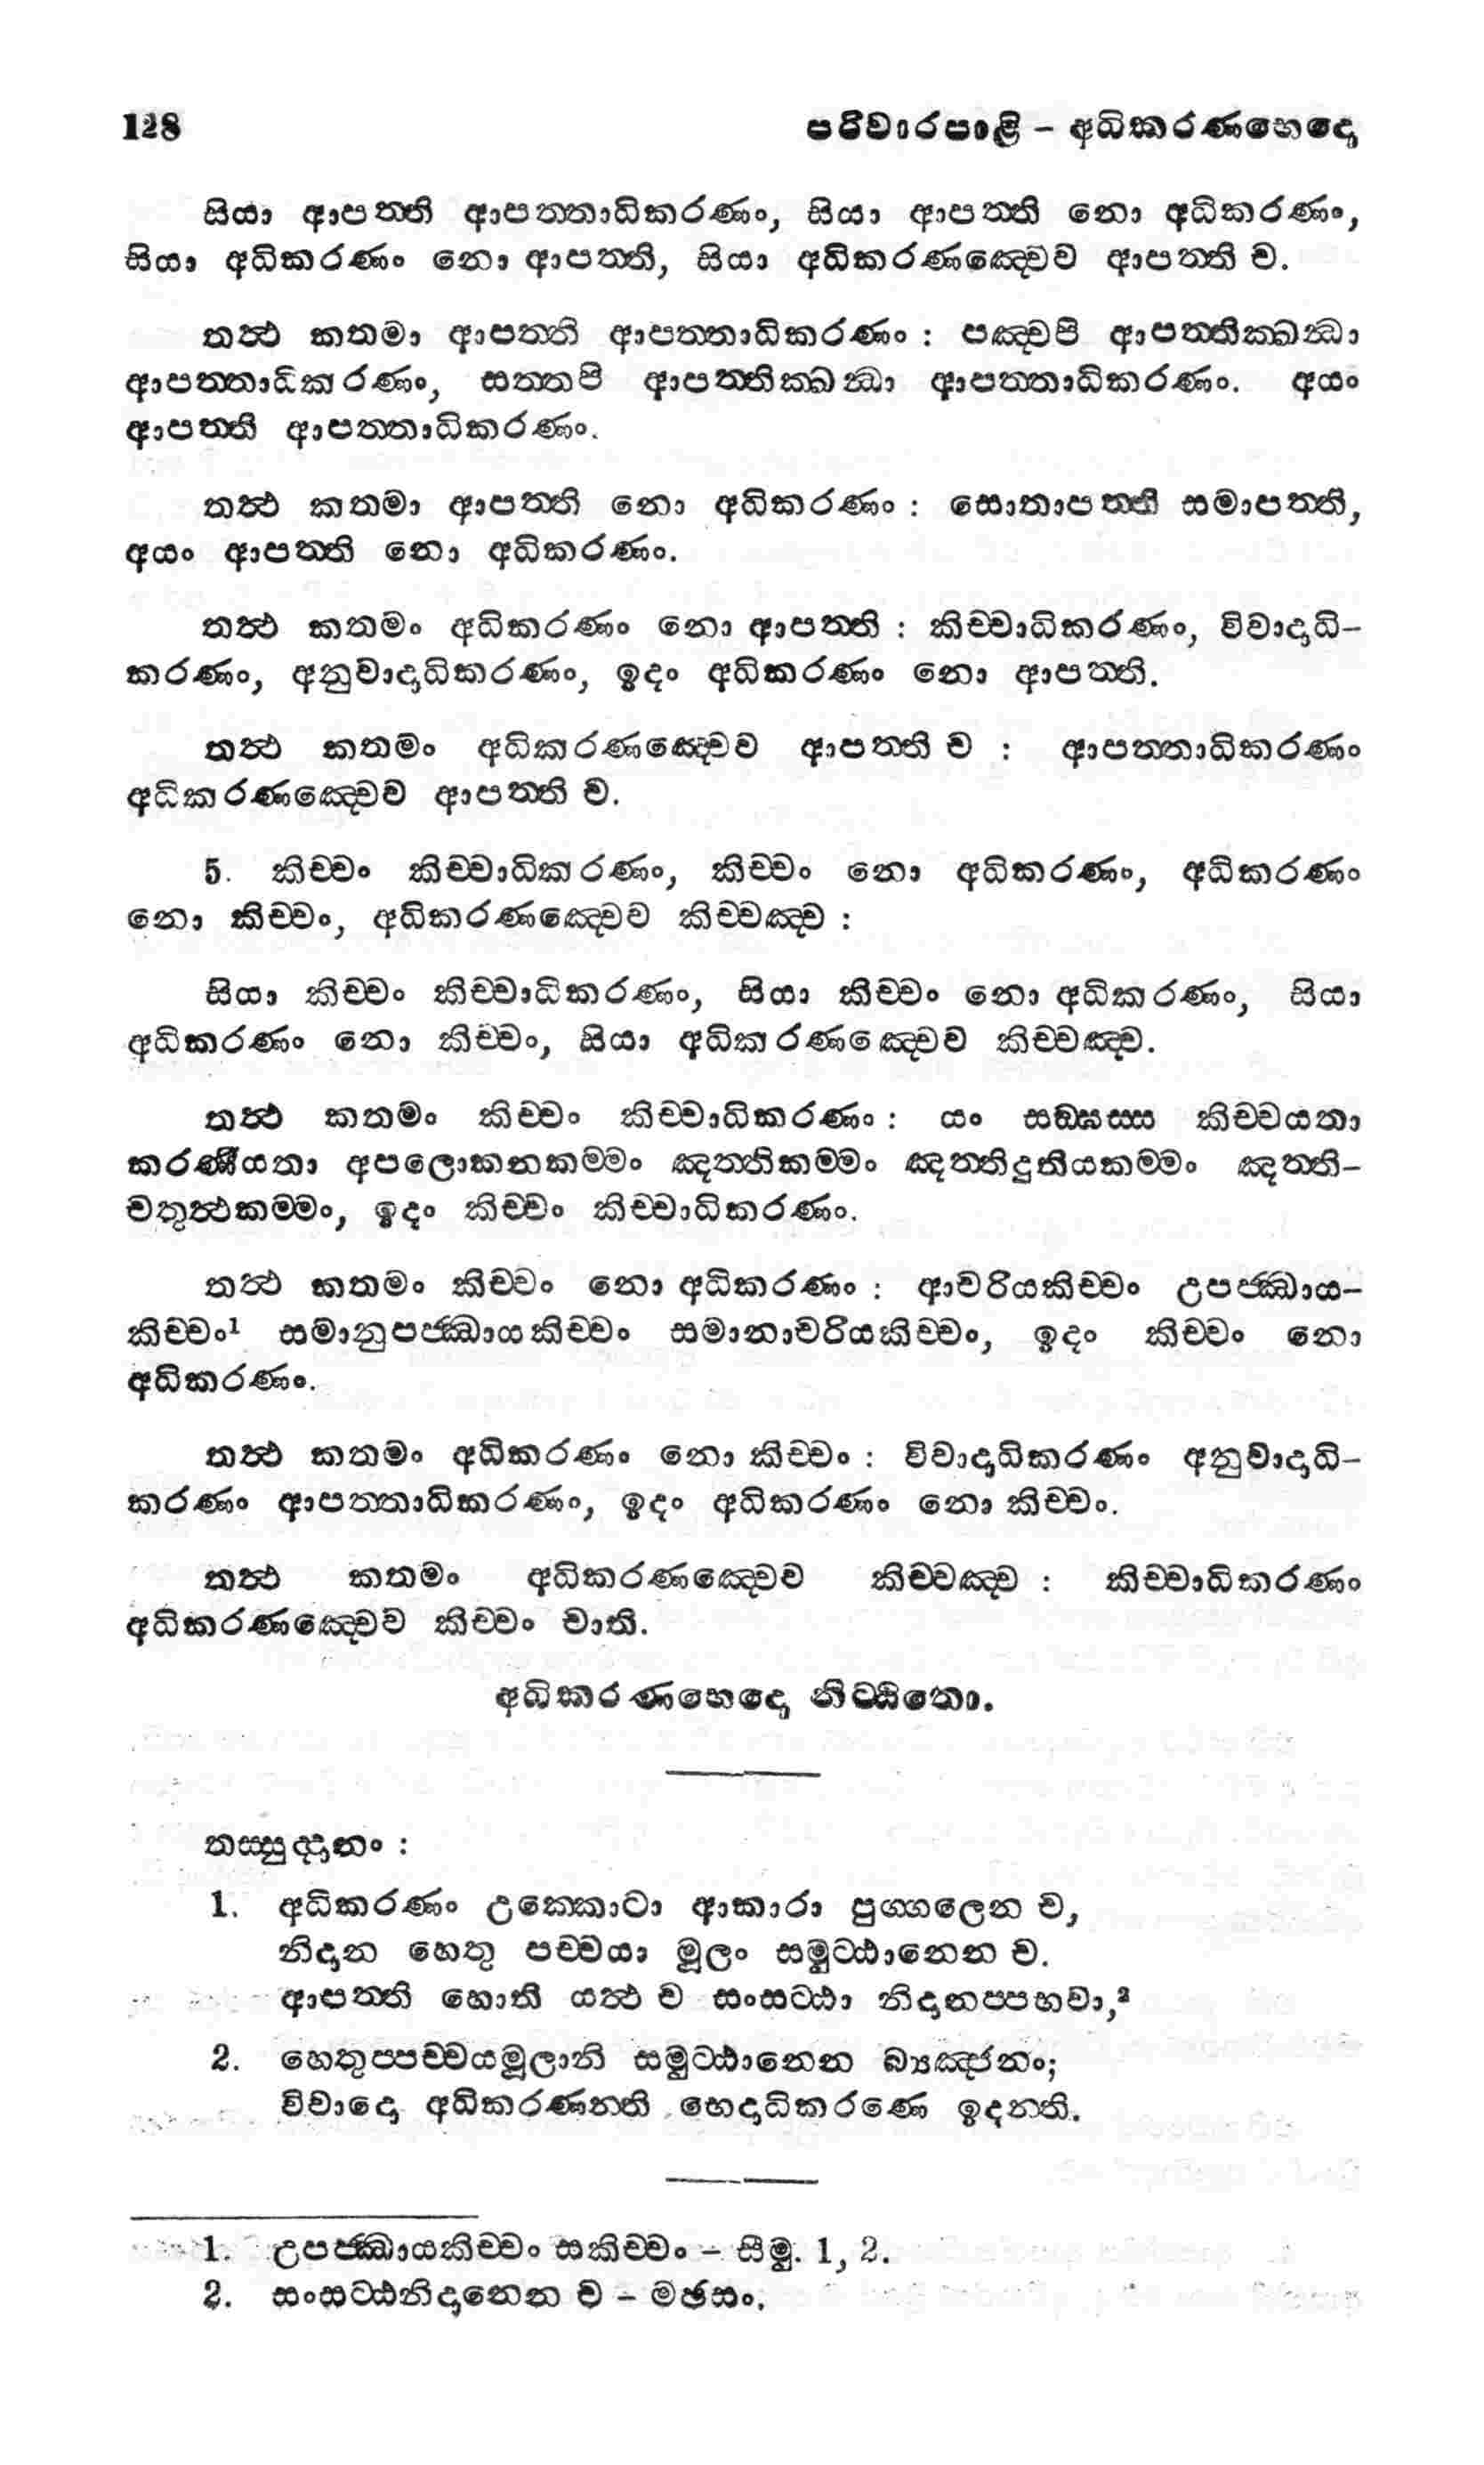 128 පරිවාරපාළි – අධිකරණභෙදො
සියා ආපත්ති ආපත්තාධිකරණං, සියා ආපත්ති නො අධිකරණං,
සියා අධිකරණං නො ආපත්ති, සියා අධිකරණඤ්චෙව ආපත්ති ච.
තත්ථ කතමා ආපත්ති ආපත්තාධිකරණං : පඤ්චපි ආපත්තික්ඛන්ධා
ආපත්තාධිකරණං, සත්තපි ආපත්තික්ඛන්ධා ආපත්තාධිකරණං. අයං
ආපත්ති ආපත්තාධිකරණං.
තත්ථ කතමා ආපත්ති නො අධිකරණං : සොතාපත්ති සමාපත්ති,
අයං ආපත්ති නො අධිකරණං.
තත්ථ කතමං අධිකරණං නො ආපත්ති : කිච්චාධිකරණං, විවාදාධි–
කරණං, අනුවාදාධිකරණං, ඉදං අධිකරණං නො ආපත්ති.
තත්ථ කතමං අධිකරණඤ්චෙව ආපත්ති ච : ආපත්තාධිකරණං
අධිකරණඤ්චෙව ආපත්ති ච.
5. කිච්චං කිච්චාධිකරණං, කිච්චං නො අධිකරණං, අධිකරණං
නො කිච්චං, අධිකරණඤ්චෙව කිච්චඤ්ච :
සියා කිච්චං කිච්චාධිකරණං, සියා කිච්චං නො අධිකරණං, සියා
අධිකරණං නො කිච්චං, සියා අධිකරණඤ්චෙව කිච්චඤ්ච.
තත්ථ කතමං කිච්චං කිච්චාධිකරණං : යං සඞ්ඝස්ස කිච්චයතා
කරණීයතා අපලොකනකම්මං ඤත්තිකම්මං ඤත්තිදුතියකම්මං ඤත්ති–
චතුත්ථකම්මං, ඉදං කිච්චං කිච්චාධිකරණං.
තත්ථ කතමං කිච්චං නො අධිකරණං : ආචරියකිච්චං උපජ්ඣාය–
කිච්චං¹ සමානුපජ්ඣායකිච්චං සමානාචරියකිච්චං, ඉදං කිච්චං නො
අධිකරණං.
තත්ථ කතමං අධිකරණං නො කිච්චං : විවාදාධිකරණං අනුවාදාධි–
කරණං ආපත්තාධිකරණං, ඉදං අධිකරණං නො කිච්චං.
තත්ථ කතමං අධිකරණඤ්චෙව කිච්චඤ්ච : කිච්චාධිකරණං
අධිකරණඤ්චෙව කිච්චං චාති.
අධිකරණභෙදො නිට්ඨිතො.
තස්සුද්දානං :
1. අධිකරණං උක්කොටා ආකාරා පුග්ගලෙන ච,
නිදාන හෙතු පච්චයා මූලං සමුට්ඨානෙන ච.
ආපත්ති හොති යත්ථ ච සංසට්ඨා නිදානප්පභවා,²
2. හෙතුප්පච්චයමූලානි සමුට්ඨානෙන බ්‍යඤ්ජනං;
විවාදො අධිකරණන්ති භෙදාධිකරණෙ ඉදන්ති.
1. උපජ්ඣායකිච්චං සකිච්චං – සීමු. 1, 2.
2. සංසට්ඨනිදානෙන ච – මඡසං.